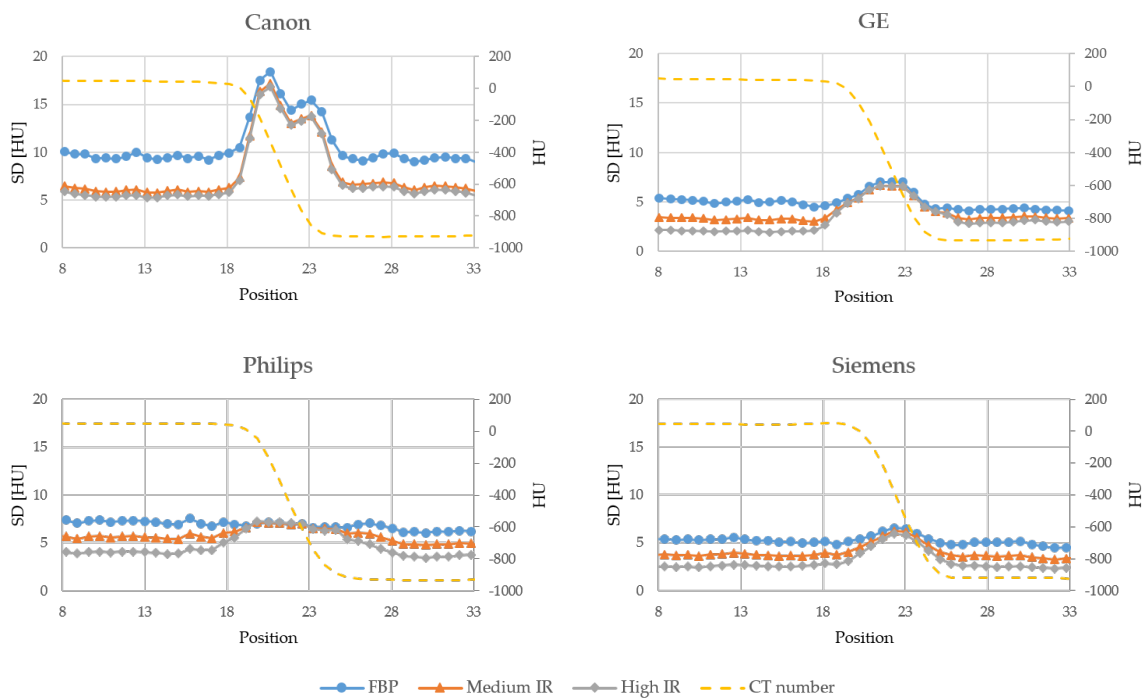 Canon
20 200
15 0
-200
10 -400
5 -600
-800
0 -1000
8 13 18 23 28 33
SD [HU]
HU
Position
GE
20 200
15 0
-200
10 -400
-600
5 -800
0 -1000
8 13 18 23 28 33
SD [HU]
HU
Position
Philips
20 200
15 0
-200
10 -400
5 -600
-800
0 -1000
8 13 18 23 28 33
SD [HU]
HU
Position
Siemens
20 200
15 0
-200
10 -400
5 -600
-800
0 -1000
8 13 18 23 28 33
SD [HU]
HU
Position
FBP Medium IR High IR CT number